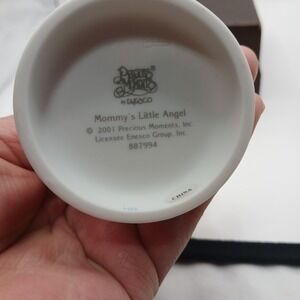 Precious
Moments
by ENESCO
Mommy's Little Angel
© 2001 Precious Moments, Inc.
Licensee Enesco Group, Inc.
887994
CHINA